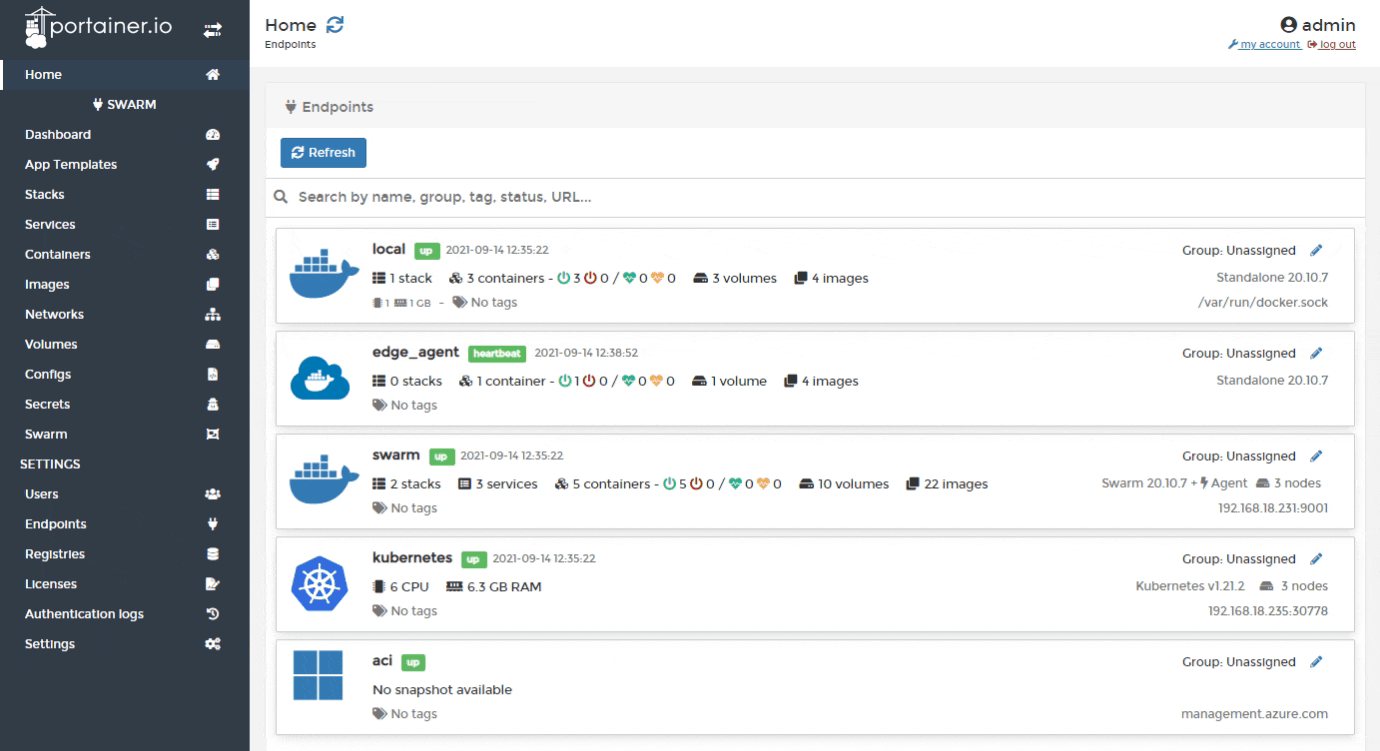 portainer.io
Home
SWARM
Dashboard
App Templates
Stacks
Services
Containers
Images
Networks
Volumes
Configs
Secrets
Swarm
SETTINGS
Users
Endpoints
Registries
Licenses
Authentication logs
Settings
Home
Endpoints
admin
my account log out
Endpoints
Refresh
Search by name, group, tag, status, URL...
local up 2021-09-14 12:35:22 Group: Unassigned
1 stack 3 containers - 3 0 / 0 0 3 volumes 4 images Standalone 20.10.7
1 1 GB - No tags /var/run/docker.sock
edge_agent heartbeat 2021-09-14 12:38:52 Group: Unassigned
0 stacks 1 container - 1 0 / 0 0 1 volume 4 images Standalone 20.10.7
No tags
swarm up 2021-09-14 12:35:22 Group: Unassigned
2 stacks 3 services 5 containers - 5 0 / 0 0 10 volumes 22 images Swarm 20.10.7 + Agent 3 nodes
No tags 192.168.18.231:9001
kubernetes up 2021-09-14 12:35:22 Group: Unassigned
6 CPU 6.3 GB RAM Kubernetes v1.21.2 3 nodes
No tags 192.168.18.235:30778
aci up Group: Unassigned
No snapshot available
No tags management.azure.com